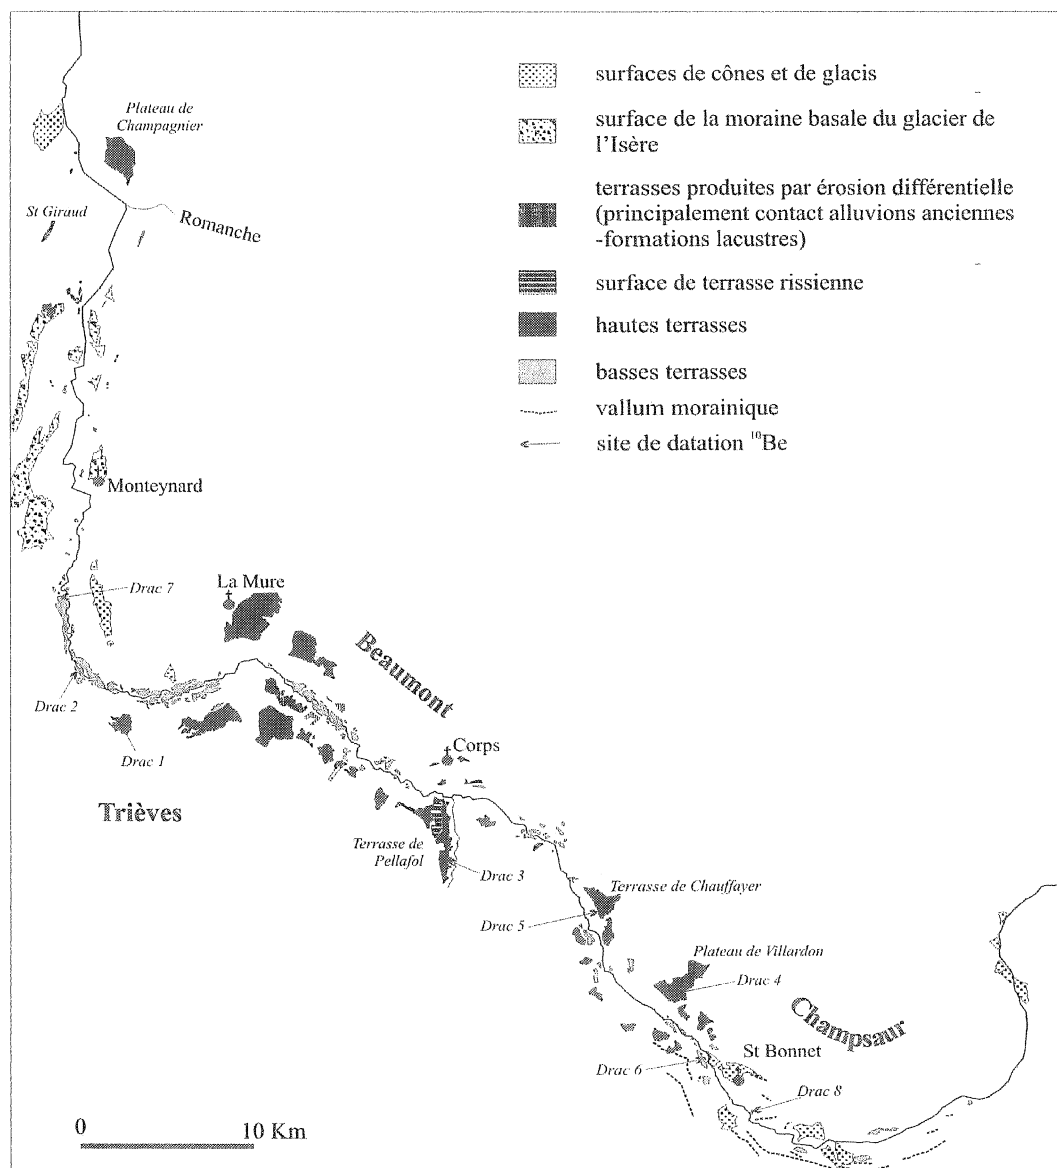 surfaces de cônes et de glacis
surface de la moraine basale du glacier de
l'Isère
terrasses produites par érosion différentielle
(principalement contact alluvions anciennes
-formations lacustres)
surface de terrasse rissienne
hautes terrasses
basses terrasses
vallum morainique
site de datation ¹⁰Be
Plateau de
Champagnier
St Giraud
Romanche
Monteynard
Drac 7
La Mure
Beaumont
Drac 2
Drac 1
Corps
Trièves
Terrasse de
Pellafol
Drac 3
Terrasse de Chauffayer
Drac 5
Plateau de Villardon
Drac 4
Champsaur
St Bonnet
Drac 6
Drac 8
0 10 Km